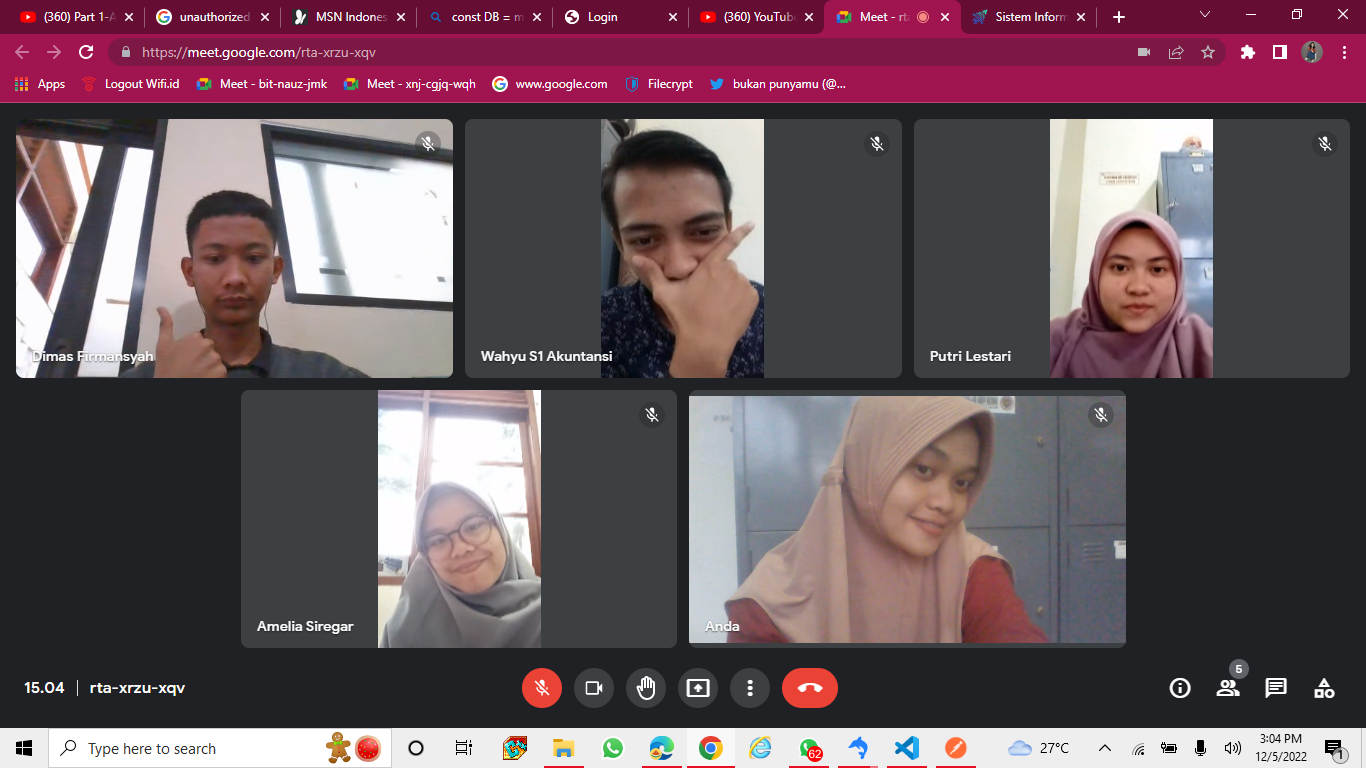 (360) Part 1-A
unauthorized
MSN Indones
const DB = m
Login
(360) YouTub
Meet - rt
Sistem Inform
https://meet.google.com/rta-xrzu-xqv
Apps
Logout Wifi.id
Meet - bit-nauz-jmk
Meet - xnj-cgjq-wqh
www.google.com
Filecrypt
bukan punyamu (@...
Dimas Firmansyah
Wahyu S1 Akuntansi
Putri Lestari
Amelia Siregar
Anda
15.04 | rta-xrzu-xqv
5
Type here to search
62
27°C
3:04 PM
12/5/2022
1